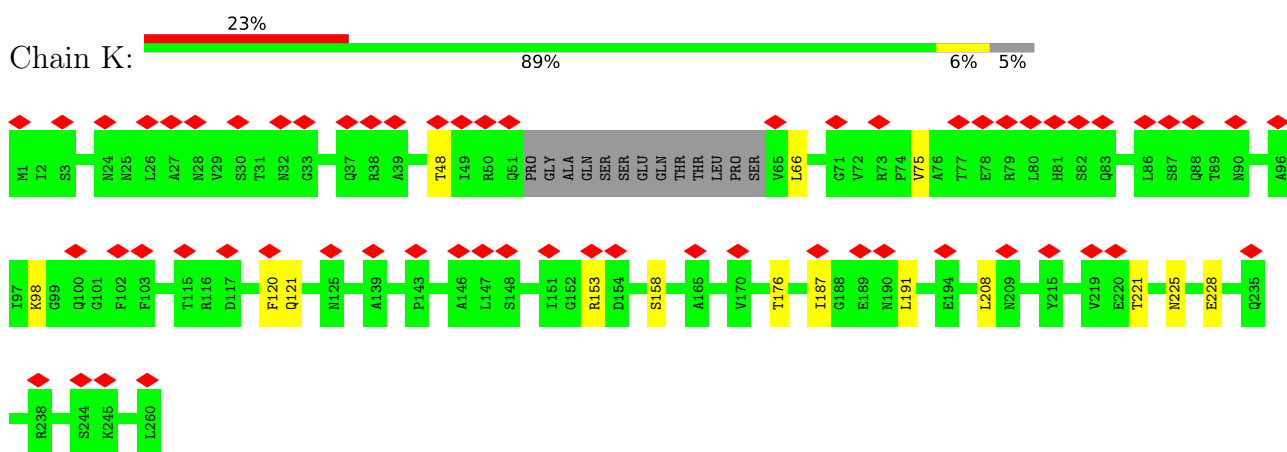 23%
Chain K:
89% 6% 5%
M1 I2 S3 N24 N25 L26 A27 N28 V29 S30 T31 N32 G33 Q37 R38 A39 T48 I49 R50 Q51 PRO GLY ALA GLN SER SER GLU GLN THR THR LEU PRO SER V65 L66 G71 V72 R73 P74 V75 A76 T77 E78 R79 L80 H81 S82 Q83 L86 S87 Q88 T89 N90 A96
I97 K98 G99 Q100 G101 F102 F103 T115 R116 D117 F120 Q121 N125 A139 P143 A146 L147 S148 I151 G152 R153 D154 S158 A165 V170 T176 I187 G188 E189 N190 L191 E194 L208 N209 Y215 V219 E220 T221 N225 E228 Q235
R238 S244 K245 L260